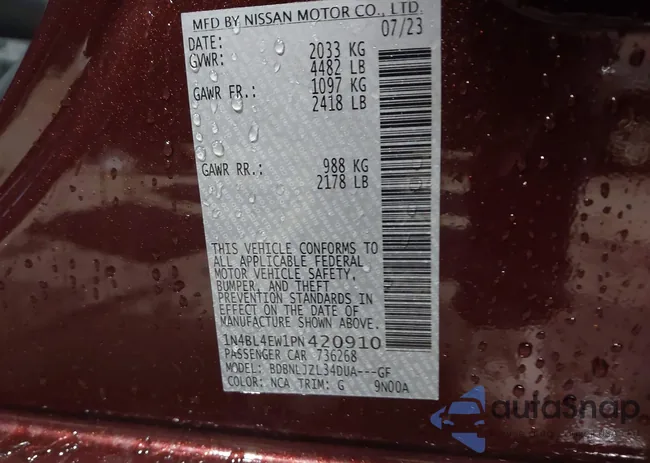 MFD BY NISSAN MOTOR CO., LTD.
DATE: 07/23
GVWR: 2033 KG
4482 LB
GAWR FR.: 1097 KG
2418 LB
GAWR RR.: 988 KG
2178 LB
THIS VEHICLE CONFORMS TO
ALL APPLICABLE FEDERAL
MOTOR VEHICLE SAFETY,
BUMPER, AND THEFT
PREVENTION STANDARDS IN
EFFECT ON THE DATE OF
MANUFACTURE SHOWN ABOVE.
1N4BL4EW1PN420910
PASSENGER CAR 736268
MODEL: BDBNLJZL34DUA---GF
COLOR: NCA TRIM: G 9N00A
autoSnap